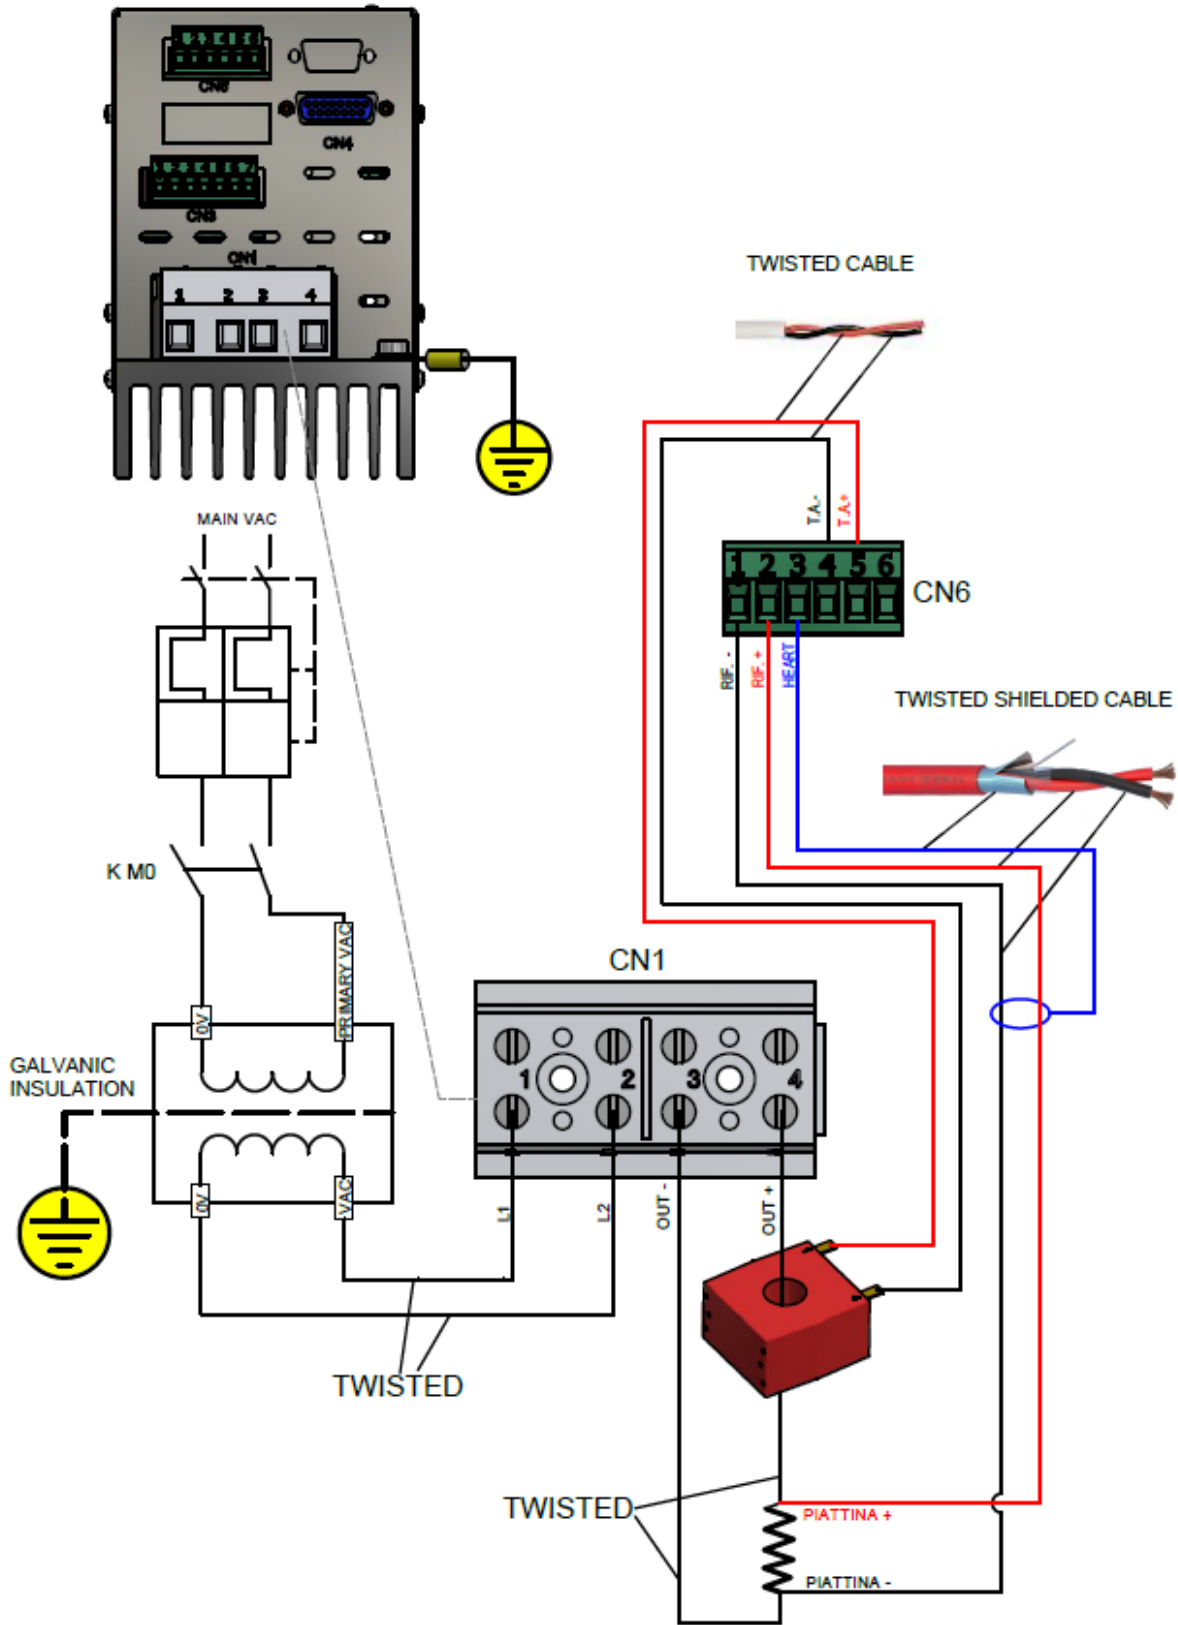 CN6
CN4
CN3
CN1
1 2 3 4
TWISTED CABLE
MAIN VAC
T.A.-
T.A.+
1 2 3 4 5 6
CN6
RIF. -
RIF. +
HEART
TWISTED SHIELDED CABLE
K M0
PRIMARY VAC
0V
CN1
1 2 3 4
GALVANIC
INSULATION
0V
VAC
L1
L2
OUT -
OUT +
TWISTED
TWISTED
PIATTINA +
PIATTINA -